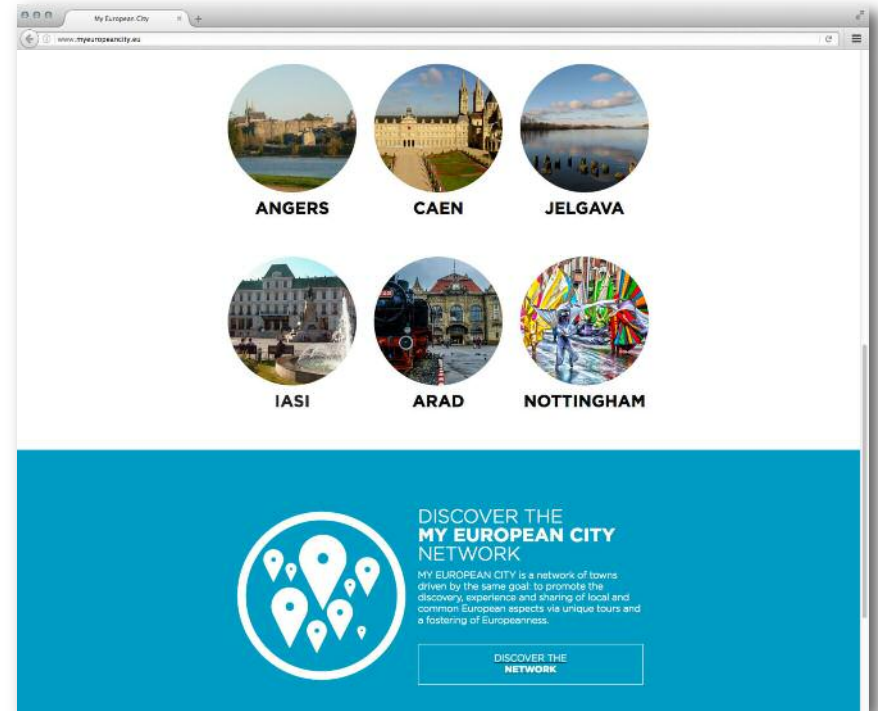 My European City
www.myeuropeancity.eu
ANGERS
CAEN
JELGAVA
IASI
ARAD
NOTTINGHAM
DISCOVER THE
MY EUROPEAN CITY
NETWORK
MY EUROPEAN CITY is a network of towns
driven by the same goal: to promote the
discovery, experience and sharing of local and
common European aspects via unique tours and
a fostering of Europeanness.
DISCOVER THE
NETWORK